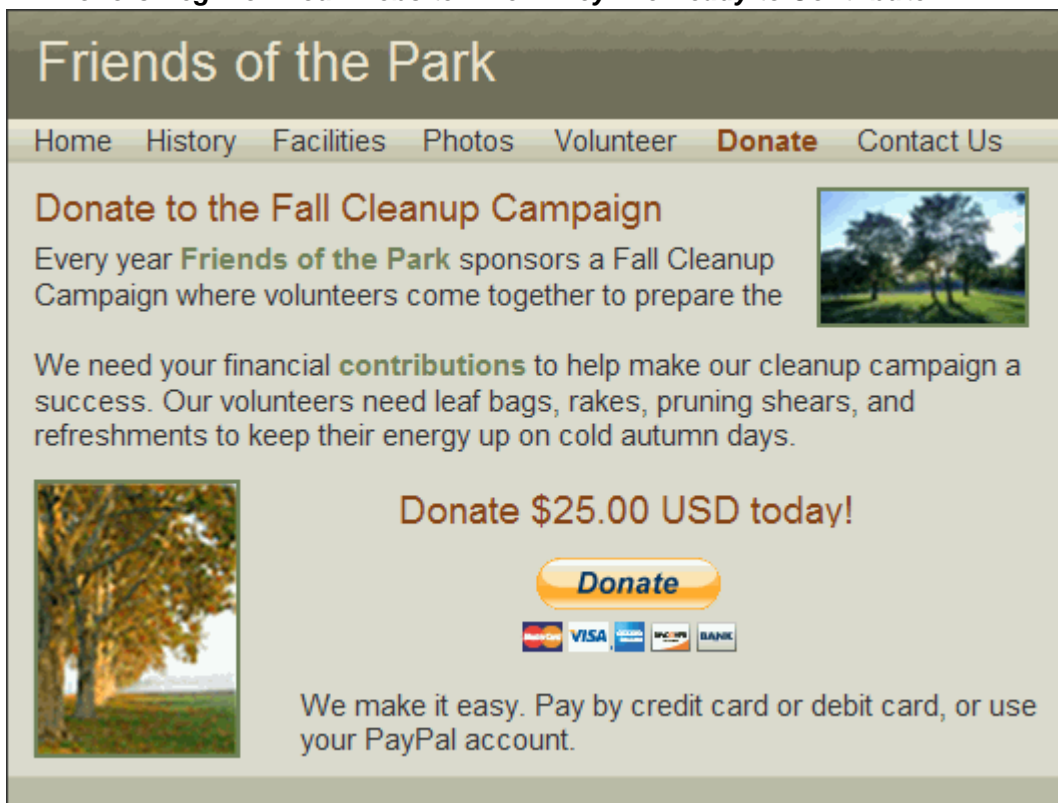 Friends of the Park
Home History Facilities Photos Volunteer Donate Contact Us
Donate to the Fall Cleanup Campaign
Every year Friends of the Park sponsors a Fall Cleanup
Campaign where volunteers come together to prepare the
We need your financial contributions to help make our cleanup campaign a
success. Our volunteers need leaf bags, rakes, pruning shears, and
refreshments to keep their energy up on cold autumn days.
Donate $25.00 USD today!
Donate
MasterCard VISA BANK
We make it easy. Pay by credit card or debit card, or use
your PayPal account.